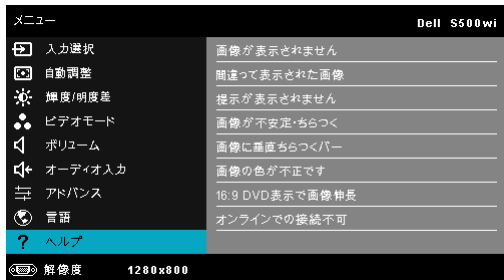 メニュー
Dell S500wi
入力選択
自動調整
輝度/明度差
ビデオモード
ボリューム
オーディオ入力
アドバンス
言語
? ヘルプ
画像が表示されません
間違って表示された画像
提示が表示されません
画像が不安定・ちらつく
画像に垂直ちらつくバー
画像の色が不正です
16:9 DVD表示で画像伸長
オンラインでの接続不可
解像度 1280x800